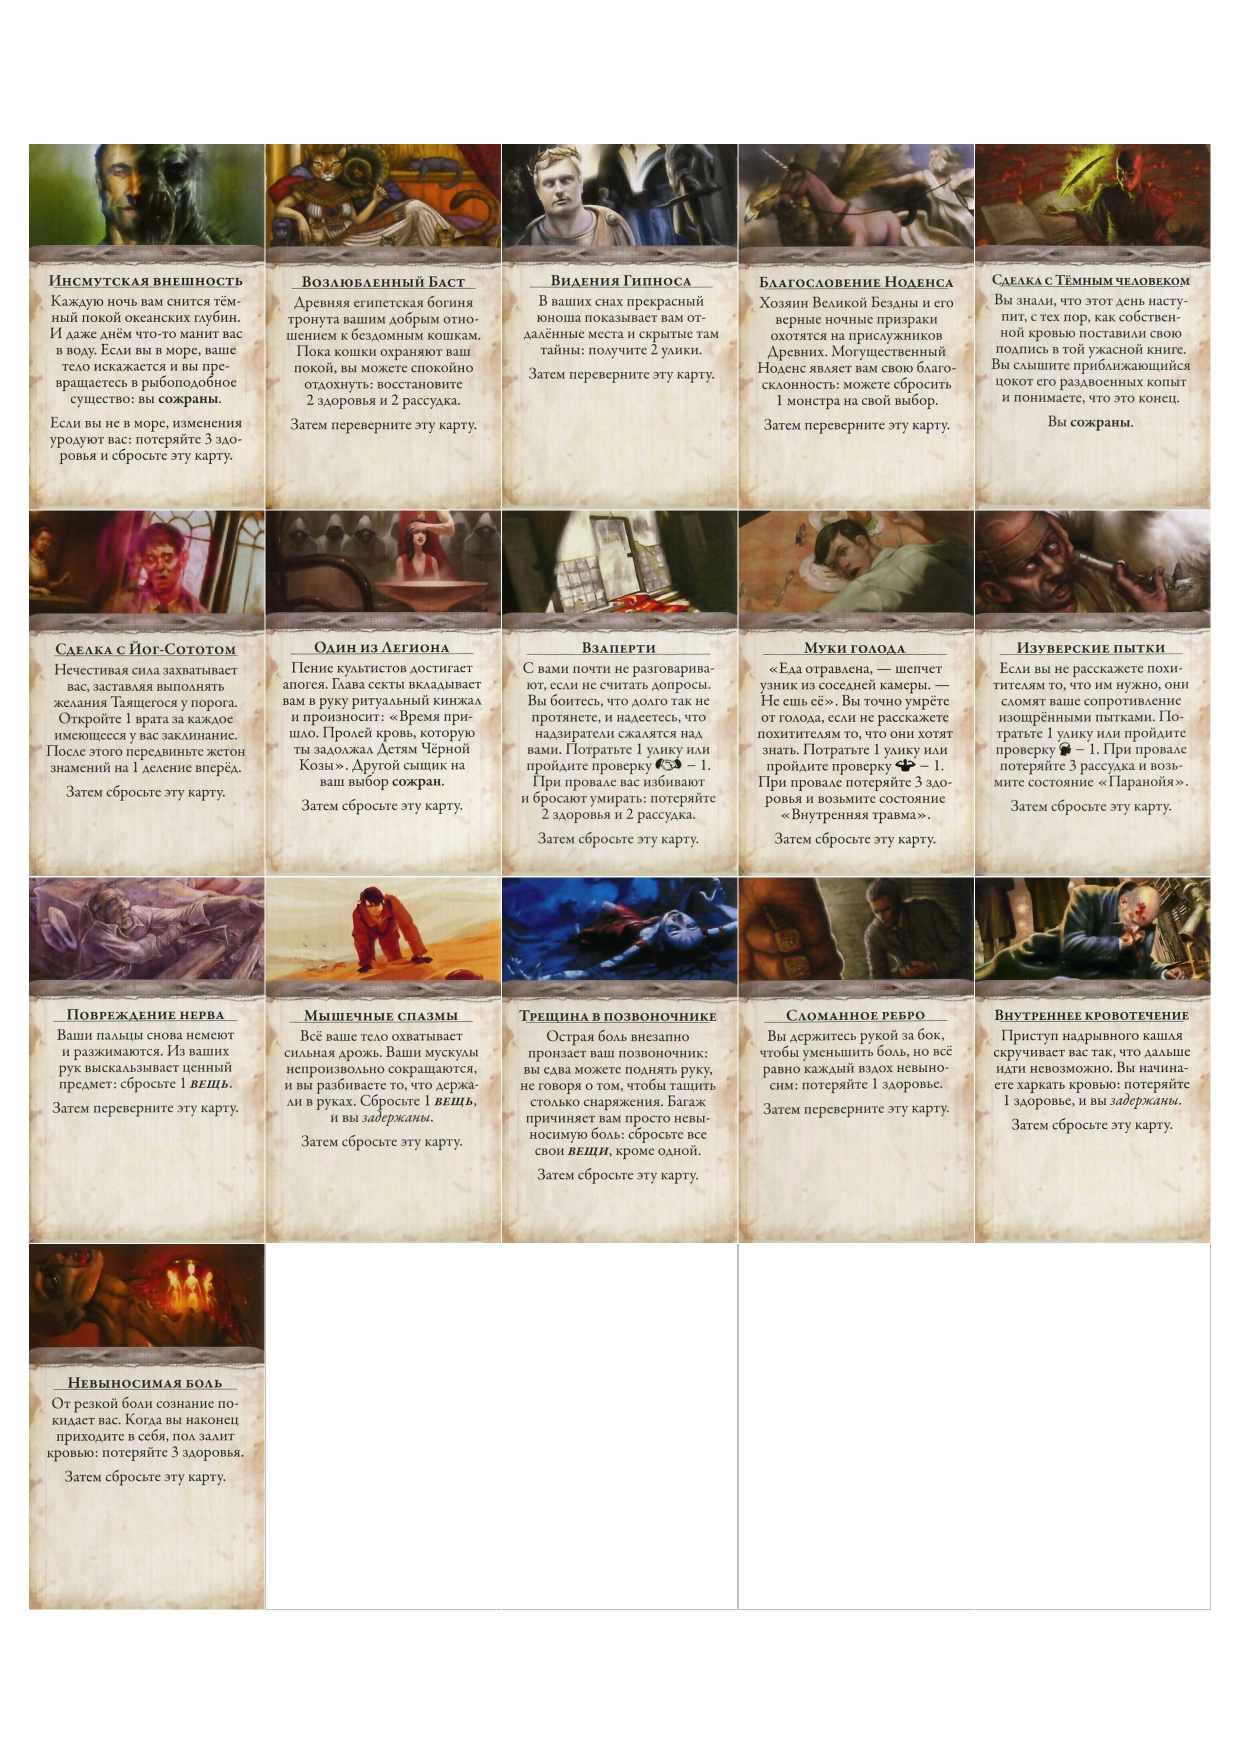 Инсмутская внешность
Каждую ночь вам снится тём-
ный покой океанских глубин.
И даже днём что-то манит вас
в воду. Если вы в море, ваше
тело искажается и вы пре-
вращаетесь в рыбоподобное
существо: вы сожраны.
Если вы не в море, изменения
уродуют вас: потеряйте 3 здо-
ровья и сбросьте эту карту.
Возлюбленный Баст
Древняя египетская богиня
тронута вашим добрым отно-
шением к бездомным кошкам.
Пока кошки охраняют ваш
покой, вы можете спокойно
отдохнуть: восстановите
2 здоровья и 2 рассудка.
Затем переверните эту карту.
Видения Гипноса
В ваших снах прекрасный
юноша показывает вам от-
далённые места и скрытые там
тайны: получите 2 улики.
Затем переверните эту карту.
Благословение Ноденса
Хозяин Великой Бездны и его
верные ночные призраки
охотятся на прислужников
Древних. Могущественный
Ноденс являет вам свою благо-
склонность: можете сбросить
1 монстра на свой выбор.
Затем переверните эту карту.
Сделка с Тёмным человеком
Вы знали, что этот день насту-
пит, с тех пор, как собствен-
ной кровью поставили свою
подпись в той ужасной книге.
Вы слышите приближающийся
цокот его раздвоенных копыт
и понимаете, что это конец.
Вы сожраны.
Сделка с Йог-Сототом
Нечестивая сила захватывает
вас, заставляя выполнять
желания Таящегося у порога.
Откройте 1 врата за каждое
имеющееся у вас заклинание.
После этого передвиньте жетон
знамений на 1 деление вперёд.
Затем сбросьте эту карту.
Один из Легиона
Пение культистов достигает
апогея. Глава секты вкладывает
вам в руку ритуальный кинжал
и произносит: «Время при-
шло. Пролей кровь, которую
ты задолжал Детям Чёрной
Козы». Другой сыщик на
ваш выбор сожран.
Затем сбросьте эту карту.
Взаперти
С вами почти не разговарива-
ют, если не считать допросы.
Вы боитесь, что долго так не
протянете, и надеетесь, что
надзиратели сжалятся над
вами. Потратьте 1 улику или
пройдите проверку – 1.
При провале вас избивают
и бросают умирать: потеряйте
2 здоровья и 2 рассудка.
Затем сбросьте эту карту.
Муки голода
«Еда отравлена, — шепчет
узник из соседней камеры. —
Не ешь её». Вы точно умрёте
от голода, если не расскажете
похитителям то, что они хотят
знать. Потратьте 1 улику или
пройдите проверку – 1.
При провале потеряйте 3 здо-
ровья и возьмите состояние
«Внутренняя травма».
Затем сбросьте эту карту.
Изуверские пытки
Если вы не расскажете похи-
тителям то, что им нужно, они
сломят ваше сопротивление
изощрёнными пытками. По-
тратьте 1 улику или пройдите
проверку – 1. При провале
потеряйте 3 рассудка и возь-
мите состояние «Паранойя».
Затем сбросьте эту карту.
Повреждение нерва
Ваши пальцы снова немеют
и разжимаются. Из ваших
рук выскальзывает ценный
предмет: сбросьте 1 вещь.
Затем переверните эту карту.
Мышечные спазмы
Всё ваше тело охватывает
сильная дрожь. Ваши мускулы
непроизвольно сокращаются,
и вы разбиваете то, что держа-
ли в руках. Сбросьте 1 вещь,
и вы задержаны.
Затем сбросьте эту карту.
Трещина в позвоночнике
Острая боль внезапно
пронзает ваш позвоночник:
вы едва можете поднять руку,
не говоря о том, чтобы тащить
столько снаряжения. Багаж
причиняет вам просто невы-
носимую боль: сбросьте все
свои вещи, кроме одной.
Затем сбросьте эту карту.
Сломанное ребро
Вы держитесь рукой за бок,
чтобы уменьшить боль, но всё
равно каждый вздох невыно-
сим: потеряйте 1 здоровье.
Затем переверните эту карту.
Внутреннее кровотечение
Приступ надрывного кашля
скручивает вас так, что дальше
идти невозможно. Вы начина-
ете харкать кровью: потеряйте
1 здоровье, и вы задержаны.
Затем сбросьте эту карту.
Невыносимая боль
От резкой боли сознание по-
кидает вас. Когда вы наконец
приходите в себя, пол залит
кровью: потеряйте 3 здоровья.
Затем сбросьте эту карту.